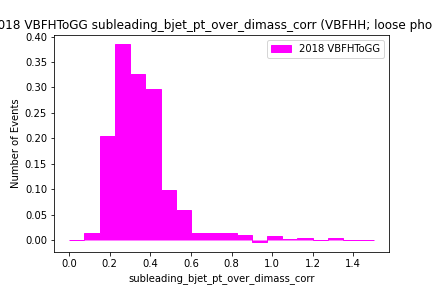 018 VBFHToGG subleading_bjet_pt_over_dimass_corr (VBFHH; loose pho
2018 VBFHToGG
0.40
0.35
0.30
0.25
0.20
0.15
0.10
0.05
0.00
Number of Events
0.0 0.2 0.4 0.6 0.8 1.0 1.2 1.4
subleading_bjet_pt_over_dimass_corr